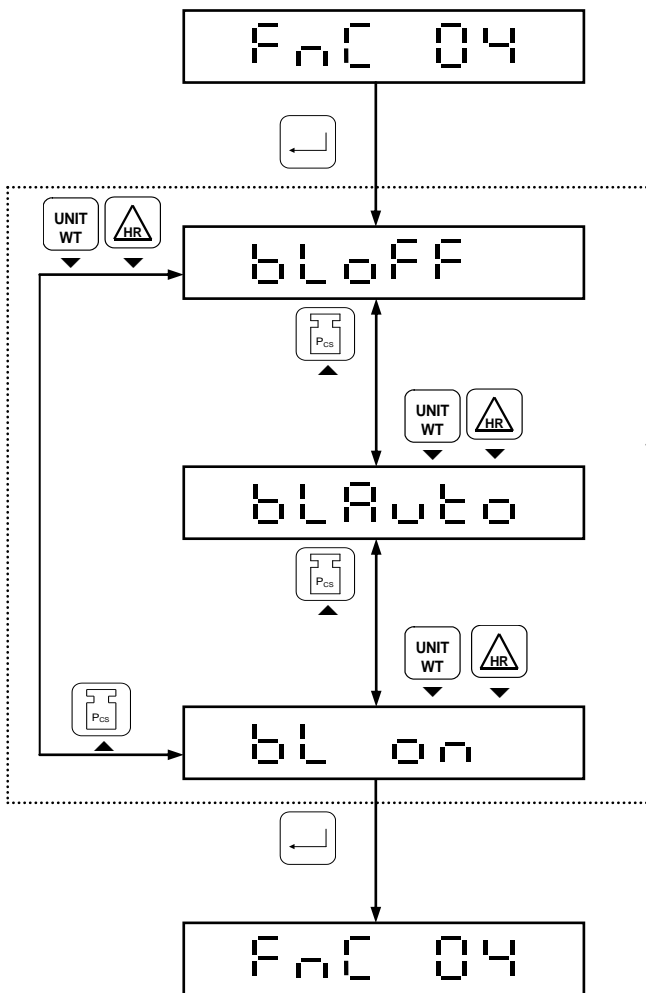 FnC 04
UNIT
WT
HR
bLoFF
Pcs
UNIT
WT
HR
bLAuto
Pcs
UNIT
WT
HR
Pcs
bL on
FnC 04